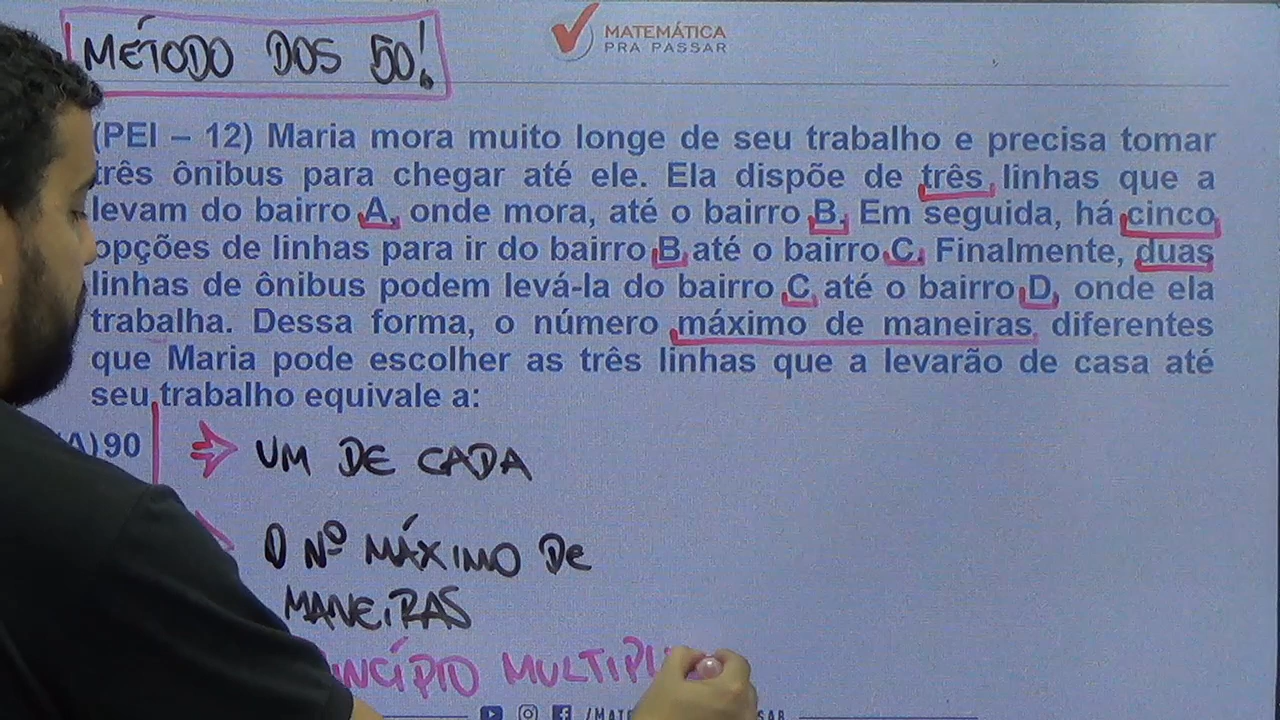 MÉTODO DOS 50!
MATEMÁTICA
PRA PASSAR
(PEI – 12) Maria mora muito longe de seu trabalho e precisa tomar
três ônibus para chegar até ele. Ela dispõe de três linhas que a
levam do bairro A, onde mora, até o bairro B. Em seguida, há cinco
opções de linhas para ir do bairro B até o bairro C. Finalmente, duas
linhas de ônibus podem levá-la do bairro C até o bairro D, onde ela
trabalha. Dessa forma, o número máximo de maneiras diferentes
que Maria pode escolher as três linhas que a levarão de casa até
seu trabalho equivale a:
A) 90
UM DE CADA
O Nº MÁXIMO DE
MANEIRAS